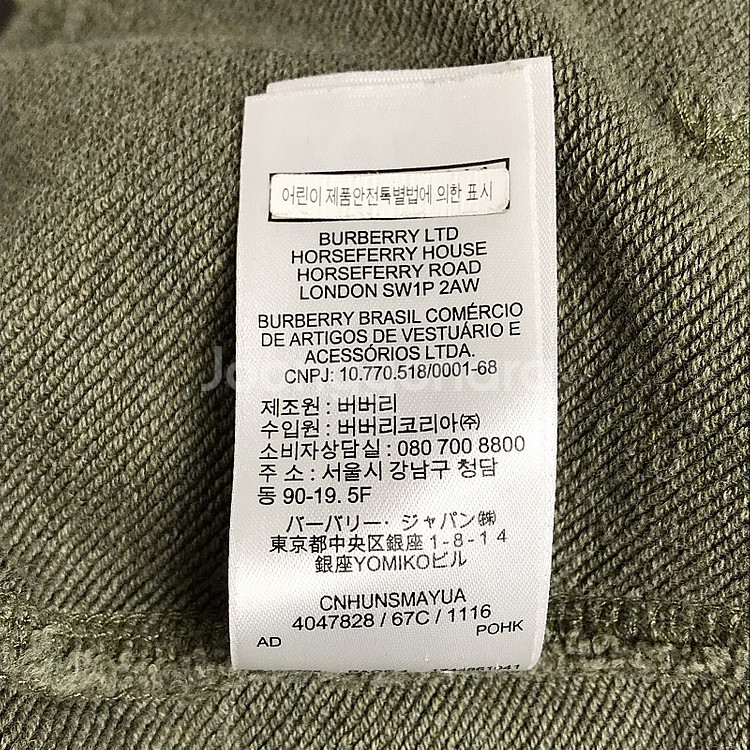 어린이 제품안전특별법에 의한 표시
BURBERRY LTD
HORSEFERRY HOUSE
HORSEFERRY ROAD
LONDON SW1P 2AW
BURBERRY BRASIL COMÉRCIO
DE ARTIGOS DE VESTUÁRIO E
ACESSÓRIOS LTDA.
CNPJ: 10.770.518/0001-68
제조원 : 버버리
수입원 : 버버리코리아㈜
소비자상담실 : 080 700 8800
주 소 : 서울시 강남구 청담
동 90-19. 5F
バーバリー・ジャパン㈱
東京都中央区銀座 1-8-14
銀座YOMIKOビル
CNHUNSMAYUA
4047828 / 67C / 1116
AD POHK